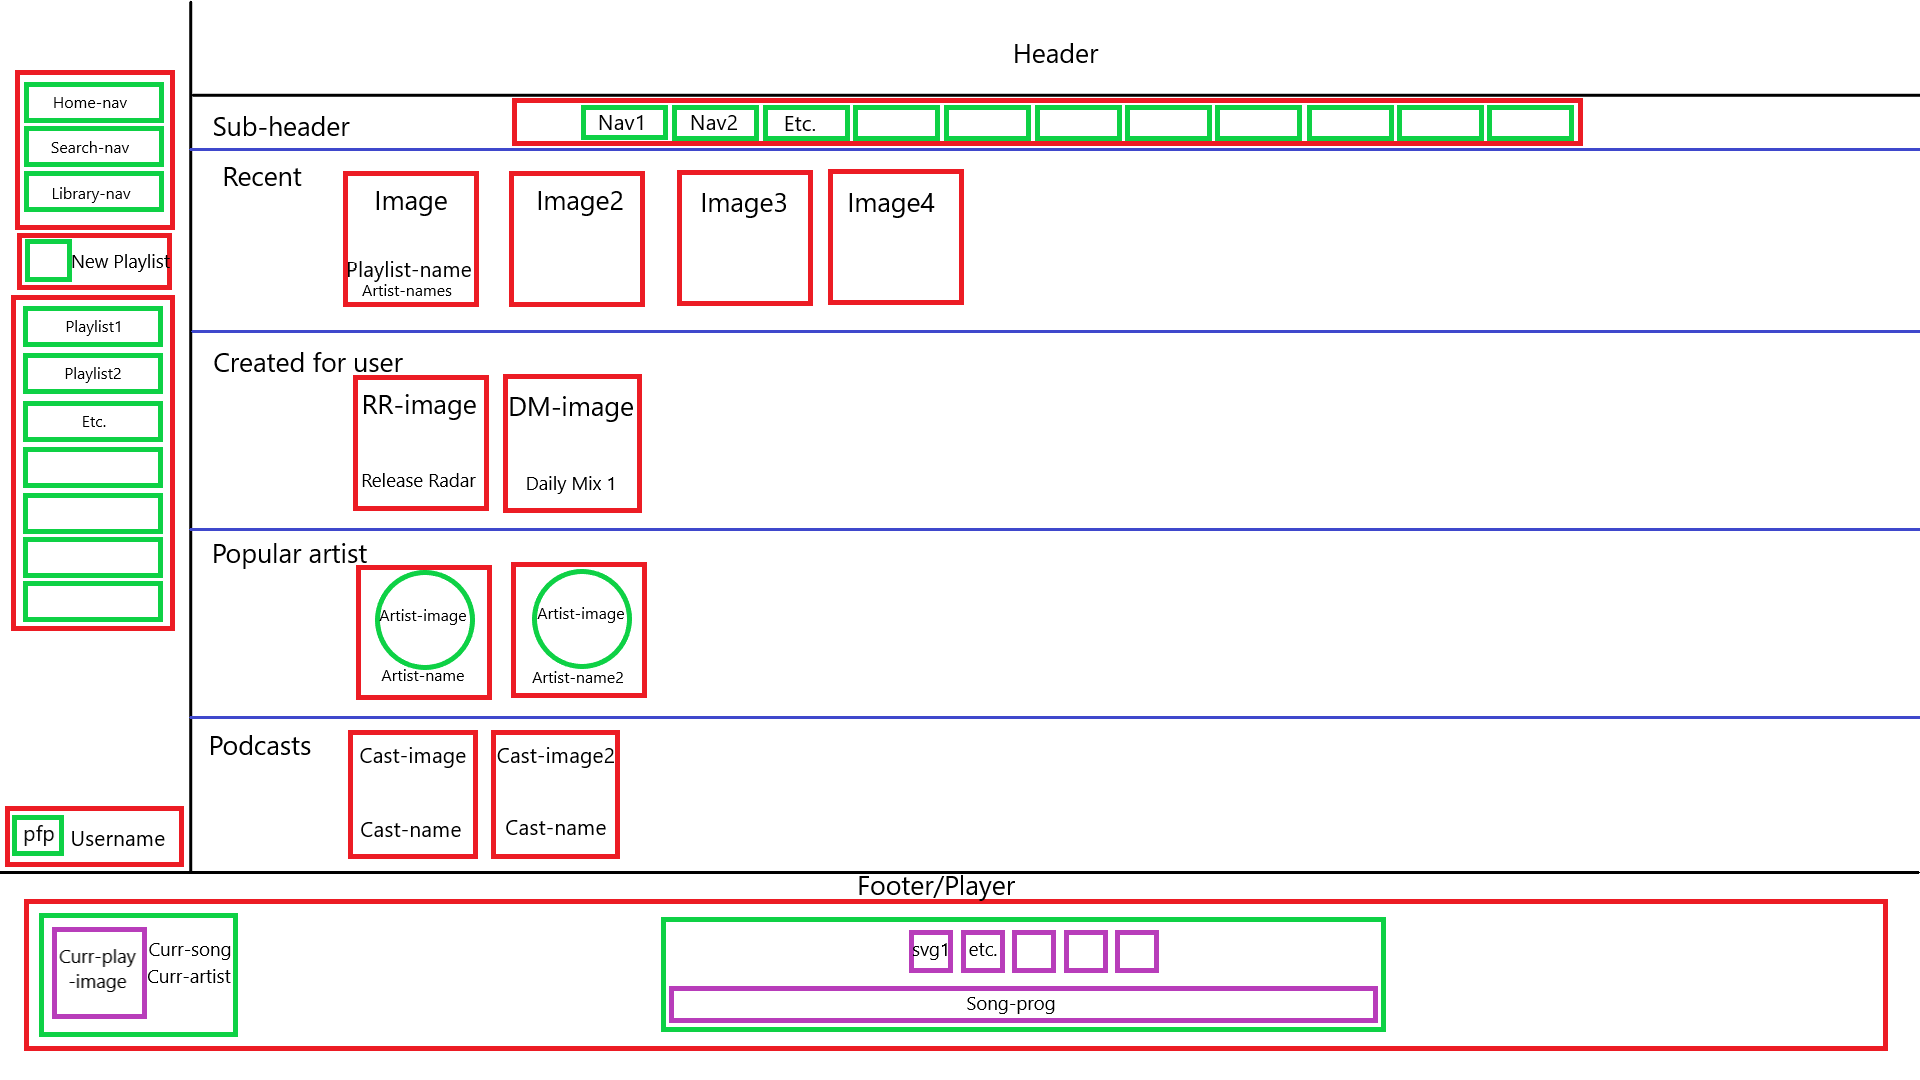 Header
Home-nav
Search-nav
Library-nav
New Playlist
Playlist1
Playlist2
Etc.
pfp Username
Sub-header
Nav1 Nav2 Etc.
Recent
Image
Playlist-name
Artist-names
Image2
Image3
Image4
Created for user
RR-image
Release Radar
DM-image
Daily Mix 1
Popular artist
Artist-image
Artist-name
Artist-image
Artist-name2
Podcasts
Cast-image
Cast-name
Cast-image2
Cast-name
Footer/Player
Curr-play
-image
Curr-song
Curr-artist
svg1 etc.
Song-prog